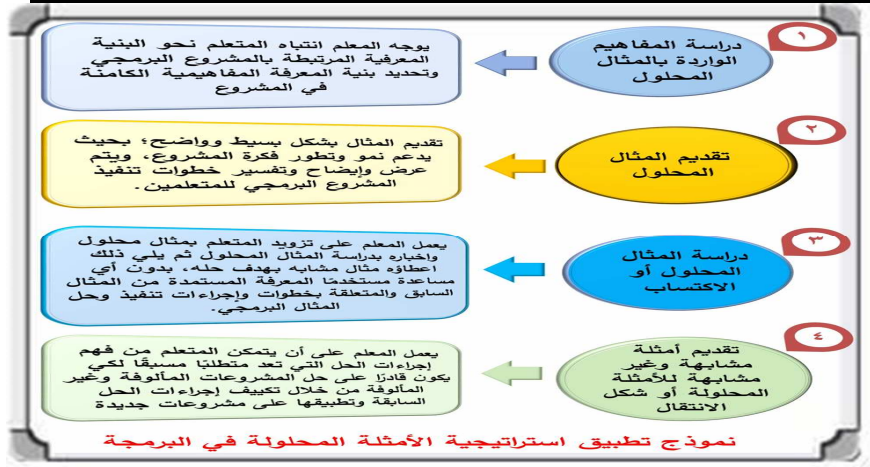 ١
دراسة المفاهيم
الواردة بالمثال
المحلول
يوجه المعلم انتباه المتعلم نحو البنية
المعرفية المرتبطة بالمشروع البرمجي
وتحديد بنية المعرفة المفاهيمية الكامنة
في المشروع
٢
تقديم المثال
المحلول
تقديم المثال بشكل بسيط وواضح؛ بحيث
يدعم نمو وتطور فكرة المشروع، ويتم
عرض وإيضاح وتفسير خطوات تنفيذ
المشروع البرمجي للمتعلمين.
٣
دراسة المثال
المحلول أو
الاكتساب
يعمل المعلم على تزويد المتعلم بمثال محلول
وإخباره بدراسة المثال المحلول ثم يلي ذلك
اعطاؤه مثال مشابه بهدف حله، بدون أي
مساعدة مستخدمًا المعرفة المستمدة من المثال
السابق والمتعلقة بخطوات وإجراءات تنفيذ وحل
المثال البرمجي.
٤
تقديم أمثلة
مشابهة وغير
مشابهة للأمثلة
المحلولة أو شكل
الانتقال
يعمل المعلم على أن يتمكن المتعلم من فهم
إجراءات الحل التي تعد متطلبًا مسبقًا لكي
يكون قادرًا على حل المشروعات المألوفة وغير
المألوفة من خلال تكييف إجراءات الحل
السابقة وتطبيقها على مشروعات جديدة
نموذج تطبيق استراتيجية الأمثلة المحلولة في البرمجة